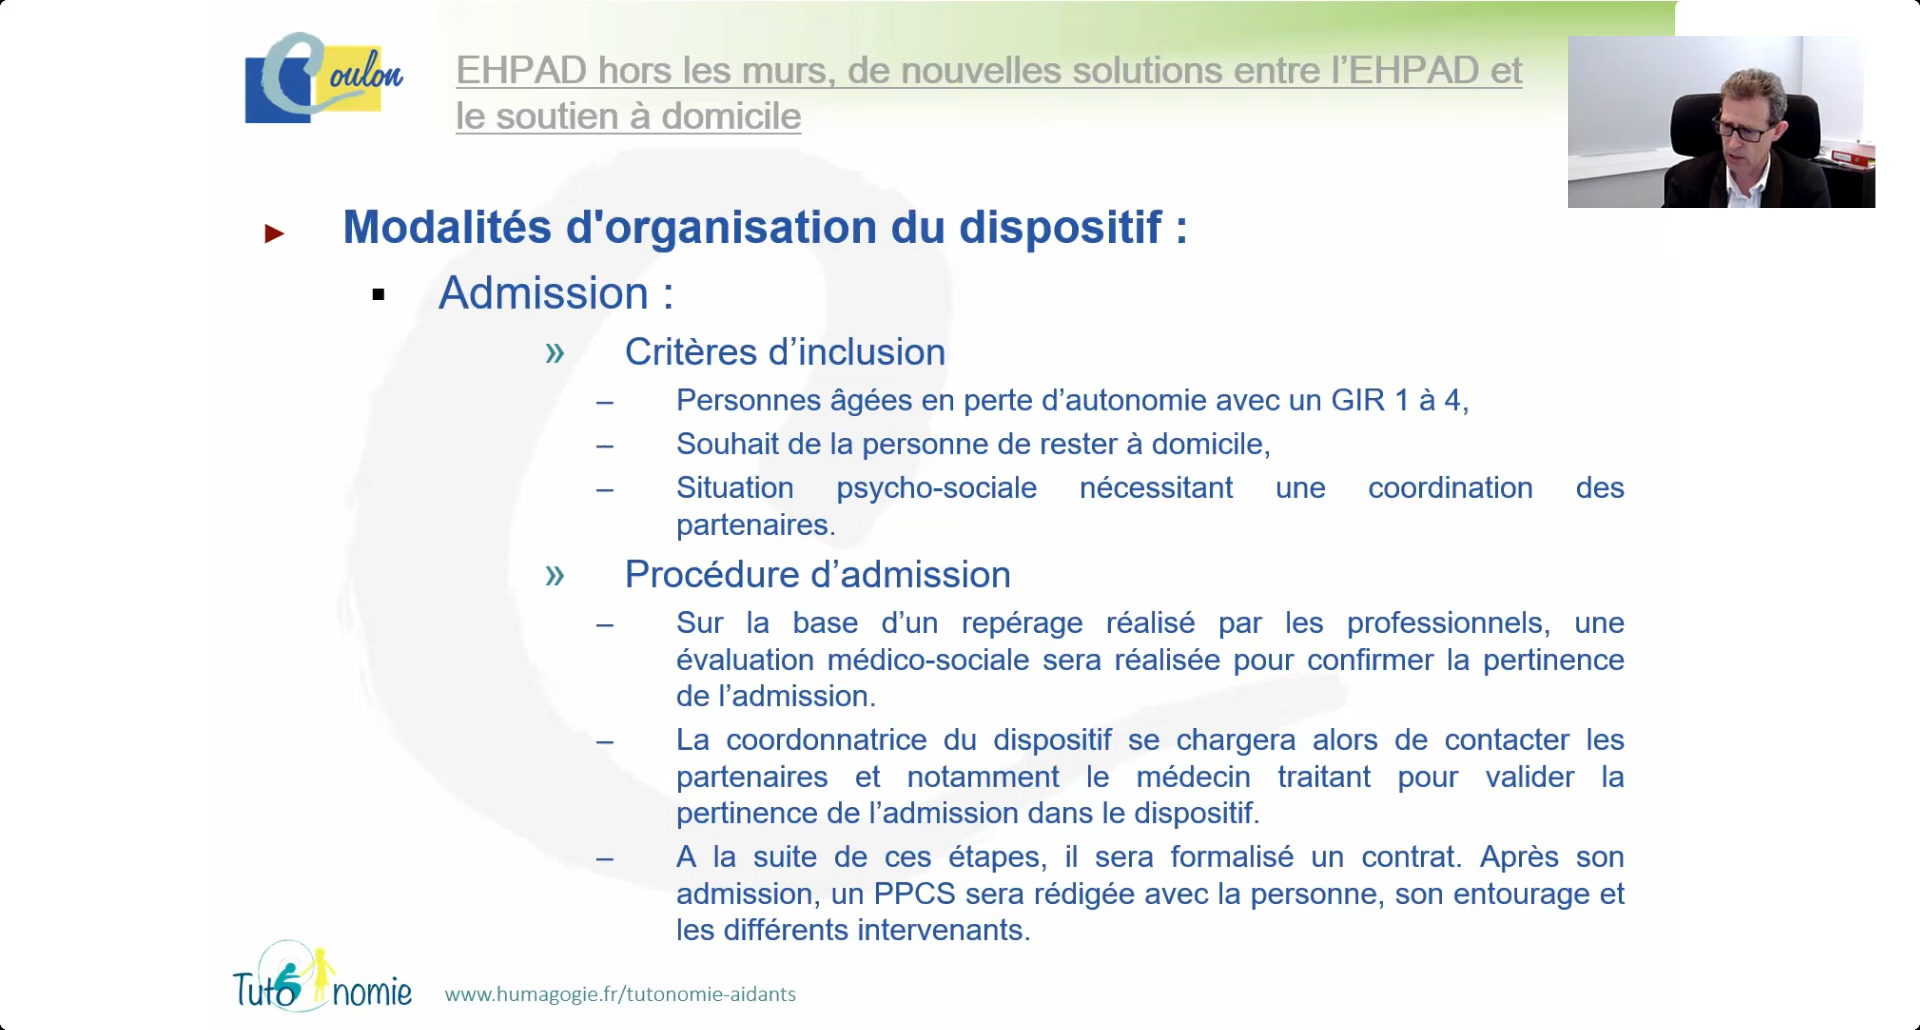 Coulon
EHPAD hors les murs, de nouvelles solutions entre l’EHPAD et
le soutien à domicile
► Modalités d'organisation du dispositif :
▪ Admission :
» Critères d’inclusion
– Personnes âgées en perte d’autonomie avec un GIR 1 à 4,
– Souhait de la personne de rester à domicile,
– Situation psycho-sociale nécessitant une coordination des
partenaires.
» Procédure d’admission
– Sur la base d’un repérage réalisé par les professionnels, une
évaluation médico-sociale sera réalisée pour confirmer la pertinence
de l’admission.
– La coordonnatrice du dispositif se chargera alors de contacter les
partenaires et notamment le médecin traitant pour valider la
pertinence de l’admission dans le dispositif.
– A la suite de ces étapes, il sera formalisé un contrat. Après son
admission, un PPCS sera rédigée avec la personne, son entourage et
les différents intervenants.
Tutonomie
www.humagogie.fr/tutonomie-aidants